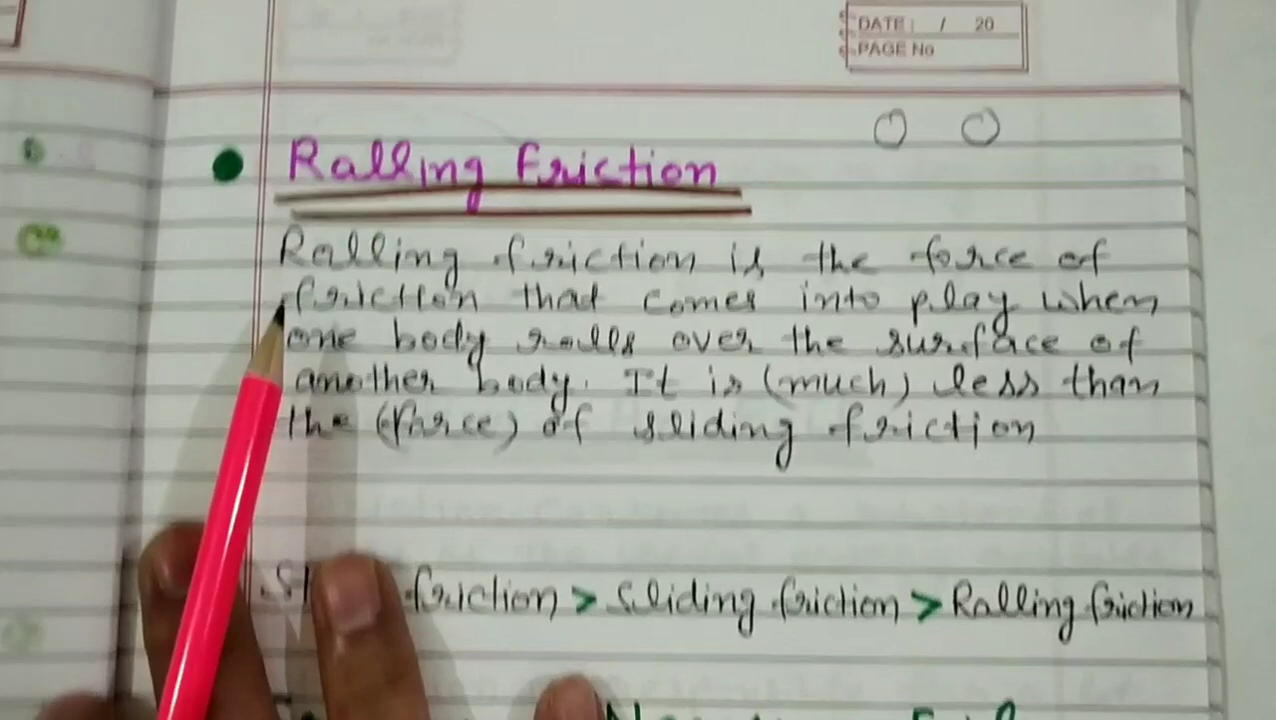 DATE: / 20
PAGE No
Ralling friction
Ralling friction is the force of
friction that comes into play when
one body rolls over the surface of
another body. It is (much) less than
the (force) of sliding friction
friction > sliding friction > Ralling friction